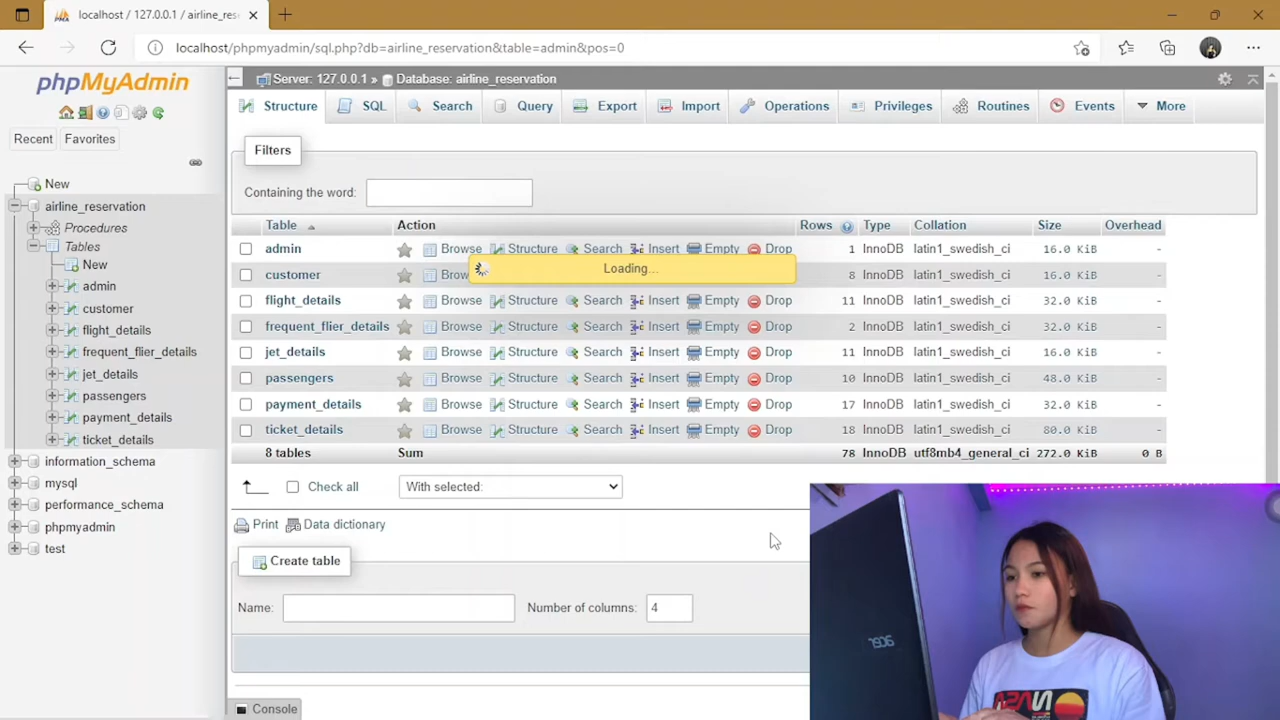 localhost / 127.0.0.1 / airline_rese
localhost/phpmyadmin/sql.php?db=airline_reservation&table=admin&pos=0
phpMyAdmin
Recent
Favorites
New
airline_reservation
Procedures
Tables
New
admin
customer
flight_details
frequent_flier_details
jet_details
passengers
payment_details
ticket_details
information_schema
mysql
performance_schema
phpmyadmin
test
Server: 127.0.0.1 » Database: airline_reservation
Structure SQL Search Query Export Import Operations Privileges Routines Events More
Filters
Containing the word:
Table Action Rows Type Collation Size Overhead
admin Browse Structure Search Insert Empty Drop 1 InnoDB latin1_swedish_ci 16.0 KiB -
Loading...
customer Brow 8 InnoDB latin1_swedish_ci 16.0 KiB -
flight_details Browse Structure Search Insert Empty Drop 11 InnoDB latin1_swedish_ci 32.0 KiB -
frequent_flier_details Browse Structure Search Insert Empty Drop 2 InnoDB latin1_swedish_ci 32.0 KiB -
jet_details Browse Structure Search Insert Empty Drop 11 InnoDB latin1_swedish_ci 16.0 KiB -
passengers Browse Structure Search Insert Empty Drop 10 InnoDB latin1_swedish_ci 48.0 KiB -
payment_details Browse Structure Search Insert Empty Drop 17 InnoDB latin1_swedish_ci 32.0 KiB -
ticket_details Browse Structure Search Insert Empty Drop 18 InnoDB latin1_swedish_ci 80.0 KiB -
8 tables Sum 78 InnoDB utf8mb4_general_ci 272.0 KiB 0 B
Check all With selected:
Print Data dictionary
Create table
Name: Number of columns: 4
Console
acer
NASA